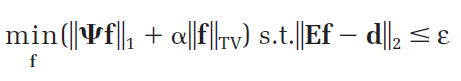 min(‖Ψf‖₁ + α‖f‖TV) s.t.‖Ef − d‖₂ ≤ ε
f